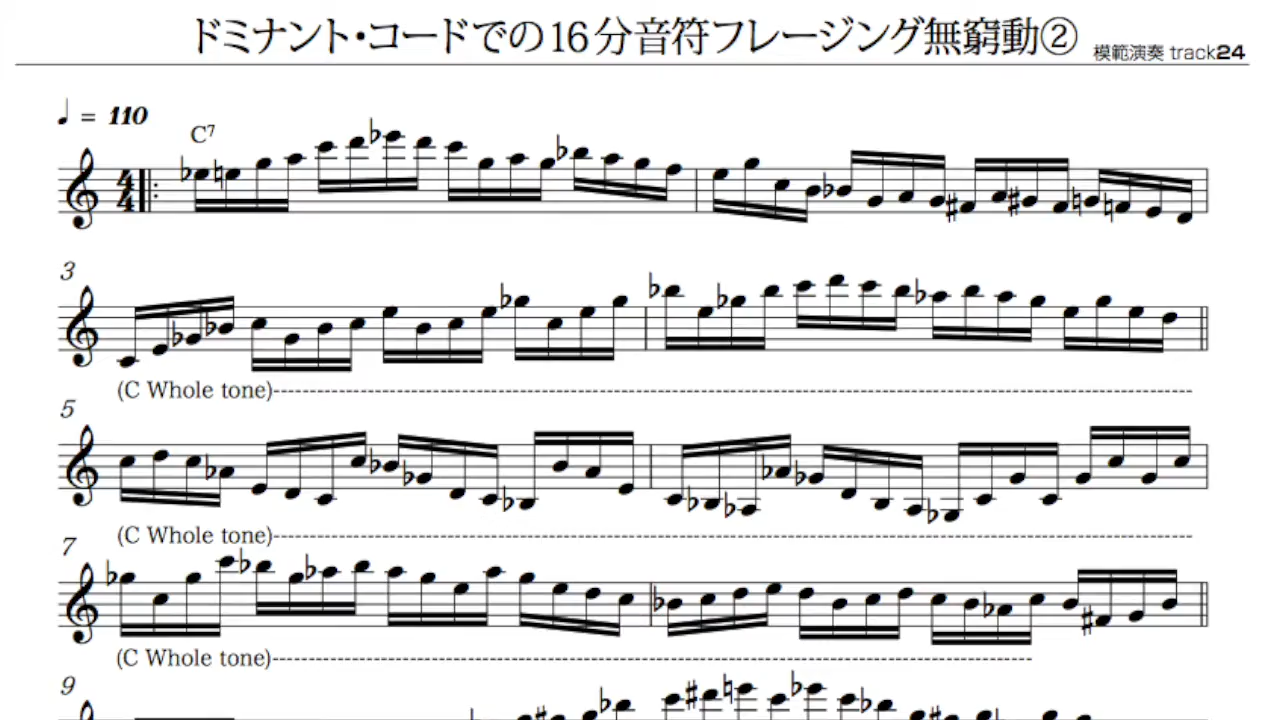 ドミナント・コードでの16分音符フレージング無窮動② 模範演奏 track24
♩ = 110
C7
3
(C Whole tone)
5
(C Whole tone)
7
(C Whole tone)
9